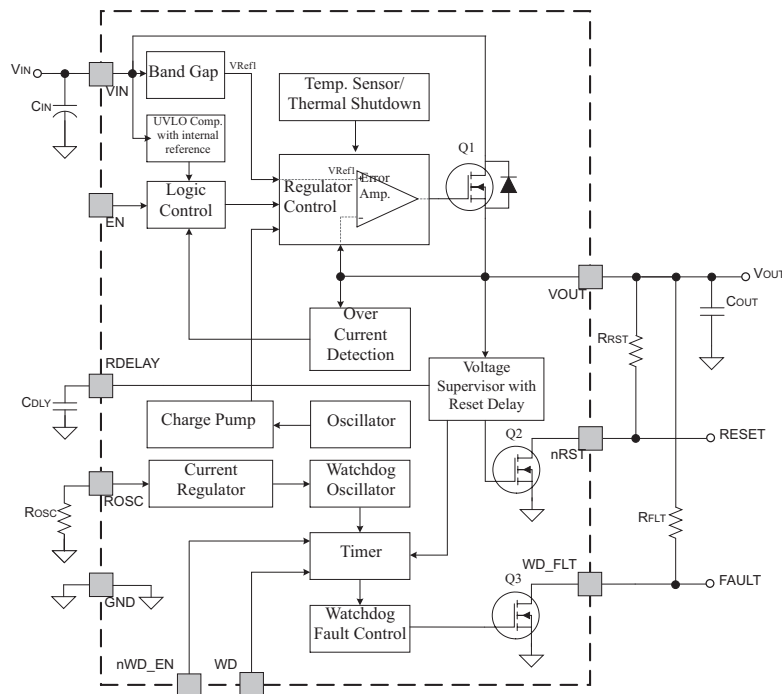 VIN
VIN
CIN
Band Gap
VRef1
Temp. Sensor/
Thermal Shutdown
UVLO Comp.
with internal
reference
Q1
EN
Logic
Control
Regulator
Control
VRef1
Error
Amp.
+
−
VOUT
VOUT
COUT
Over
Current
Detection
RRST
RDELAY
CDLY
Voltage
Supervisor with
Reset Delay
Charge Pump
Oscillator
Q2
nRST
RESET
ROSC
ROSC
Current
Regulator
Watchdog
Oscillator
RFLT
Timer
GND
WD_FLT
Q3
FAULT
Watchdog
Fault Control
nWD_EN
WD